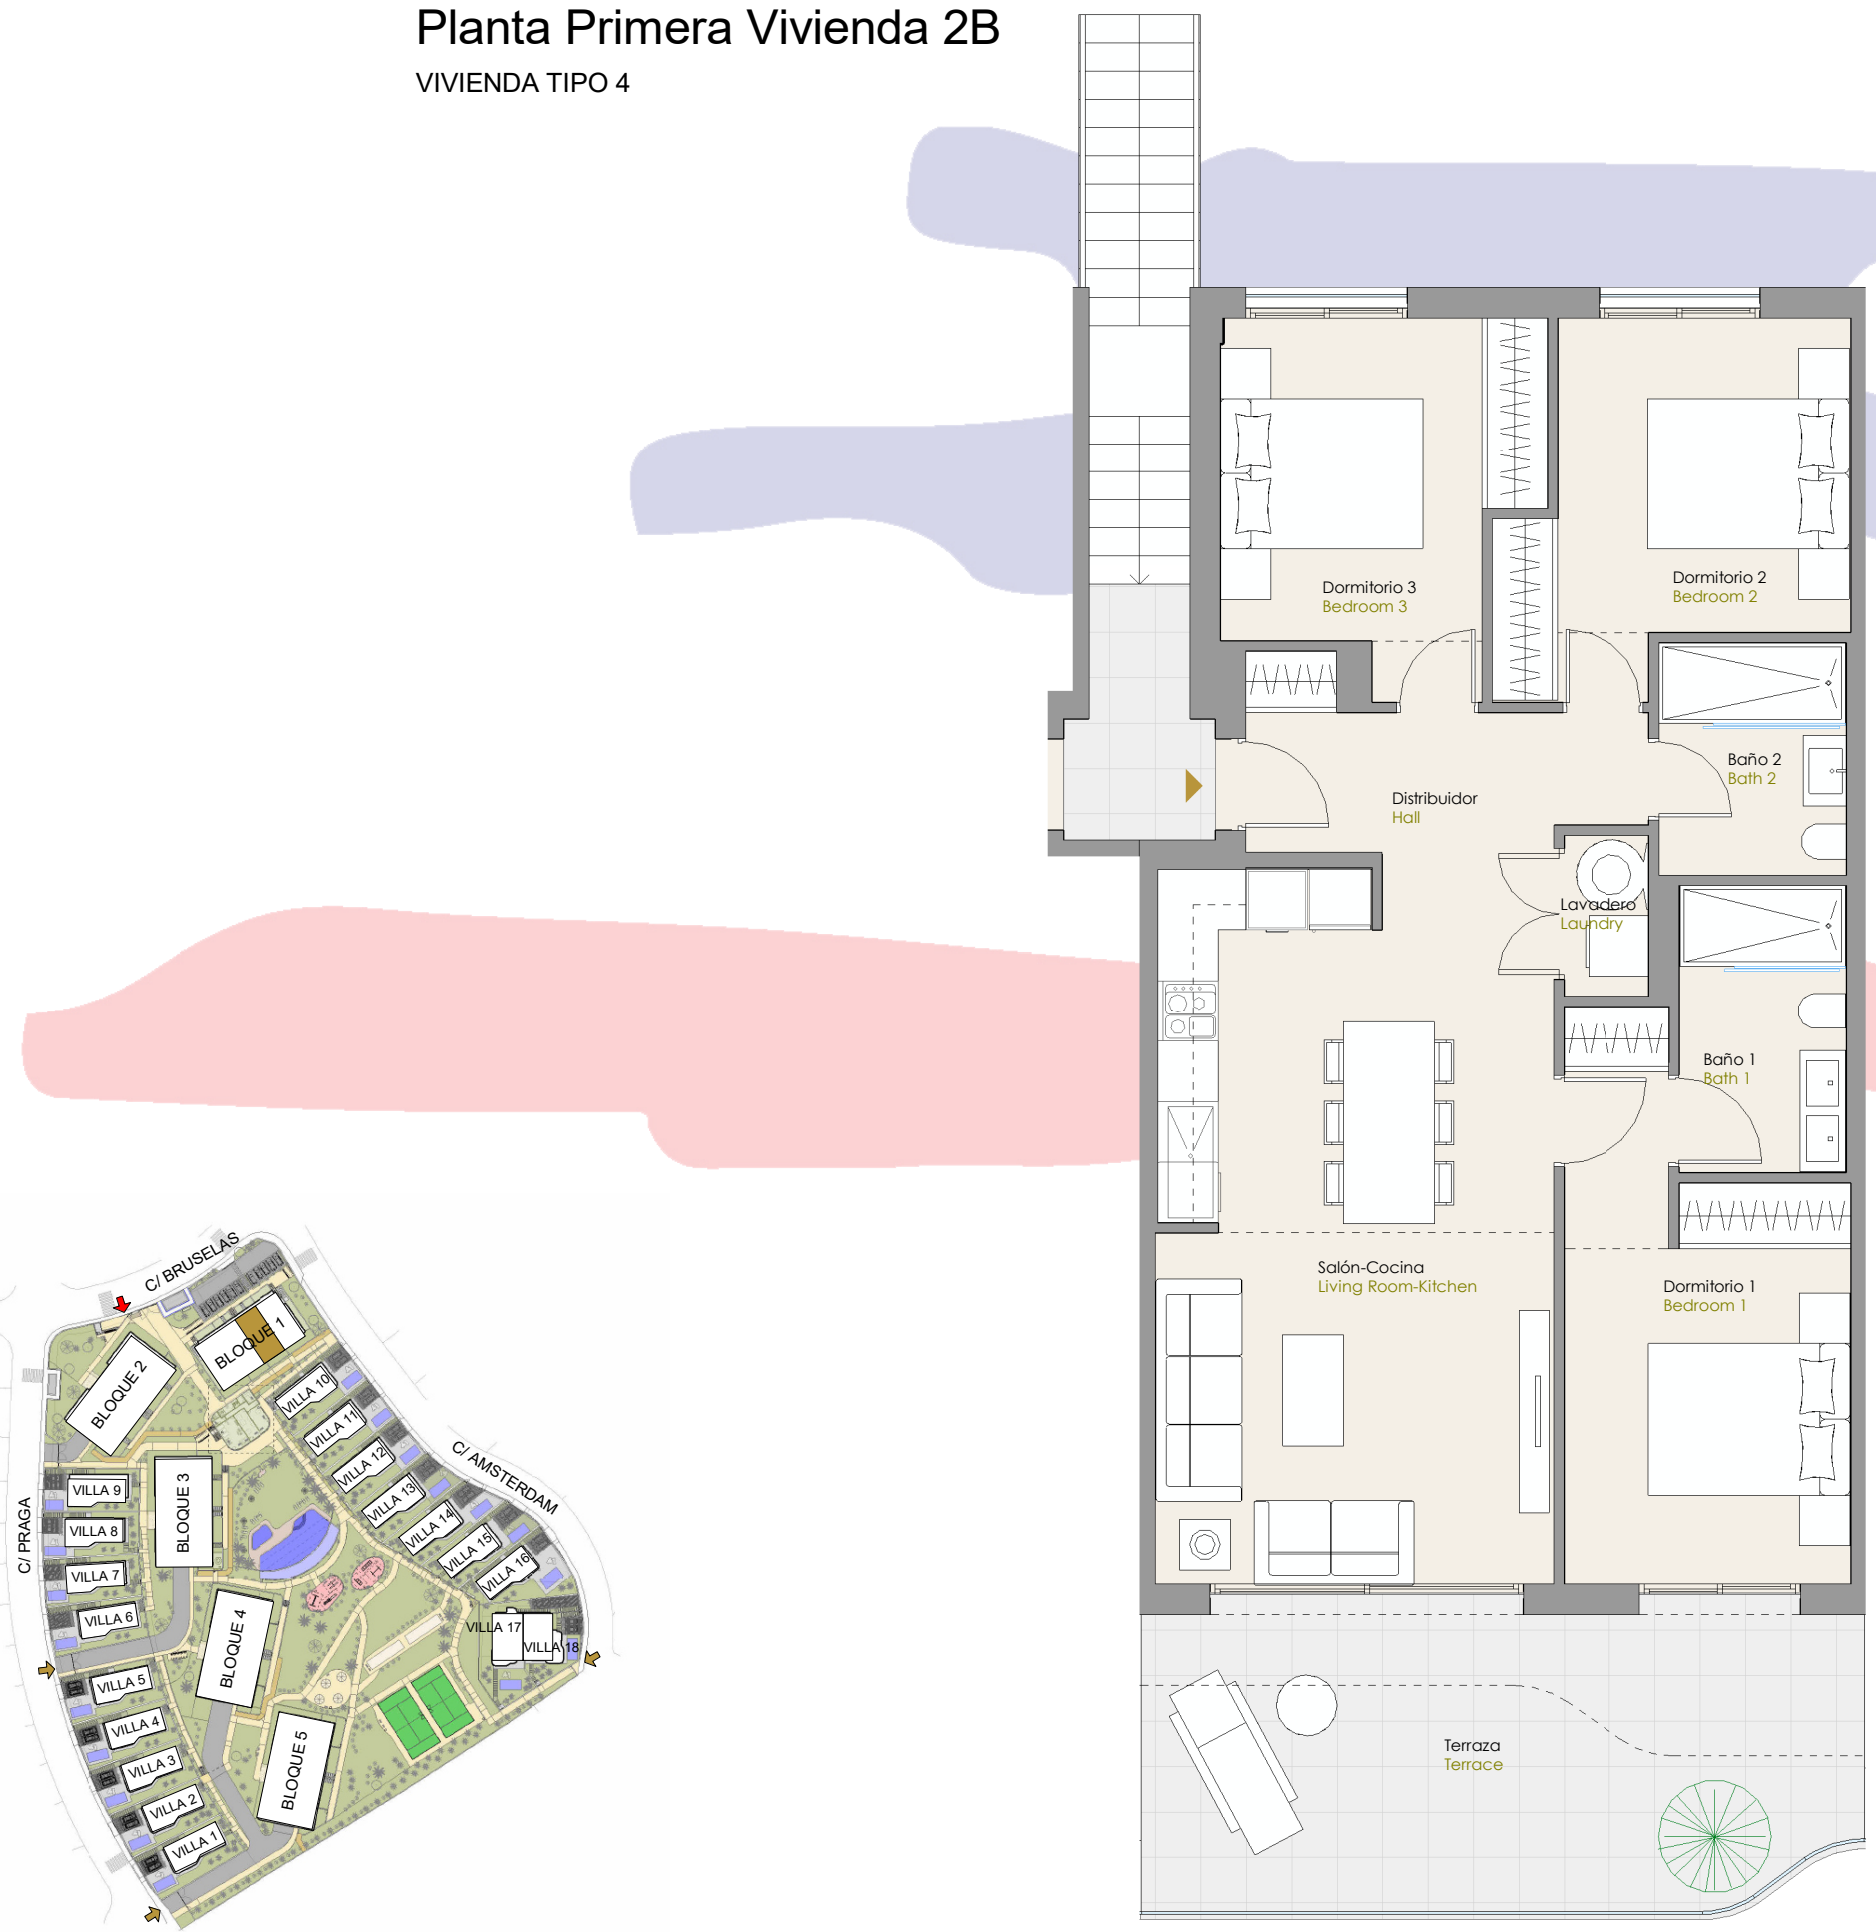 Planta Primera Vivienda 2B
VIVIENDA TIPO 4
Dormitorio 3
Bedroom 3
Dormitorio 2
Bedroom 2
Baño 2
Bath 2
Distribuidor
Hall
Lavadero
Laundry
Baño 1
Bath 1
Salón-Cocina
Living Room-Kitchen
Dormitorio 1
Bedroom 1
Terraza
Terrace
C/ BRUSELAS
C/ AMSTERDAM
C/ PRAGA
BLOQUE 1
BLOQUE 2
BLOQUE 3
BLOQUE 4
BLOQUE 5
VILLA 10
VILLA 11
VILLA 12
VILLA 13
VILLA 14
VILLA 15
VILLA 16
VILLA 17
VILLA 18
VILLA 9
VILLA 8
VILLA 7
VILLA 6
VILLA 5
VILLA 4
VILLA 3
VILLA 2
VILLA 1